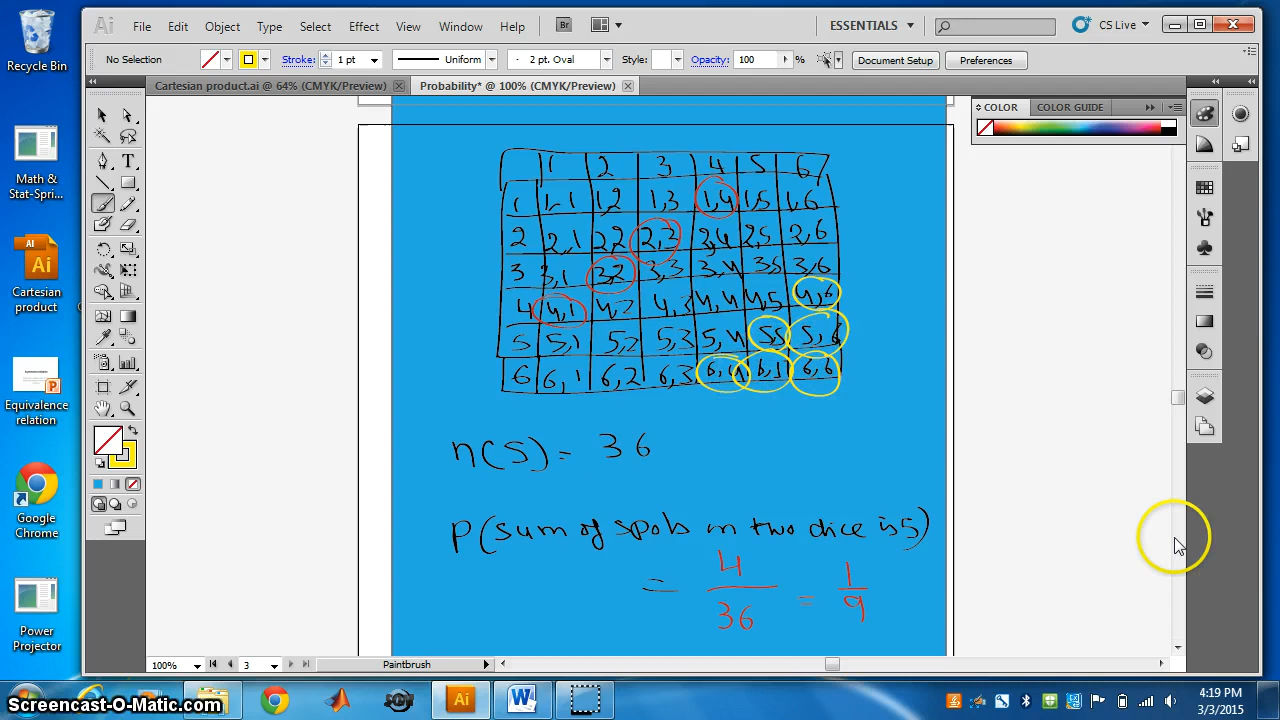 Recycle Bin
Math & Stat-Spri...
Cartesian product
Equivalence relation
Google Chrome
Power Projector
Ai File Edit Object Type Select Effect View Window Help Br ESSENTIALS CS Live
No Selection Stroke: 1 pt Uniform 2 pt. Oval Style: Opacity: 100 % Document Setup Preferences
Cartesian product.ai @ 64% (CMYK/Preview) Probability* @ 100% (CMYK/Preview)
COLOR COLOR GUIDE
1 2 3 4 5 6
1 1,1 1,2 1,3 1,4 1,5 1,6
2 2,1 2,2 2,3 2,4 2,5 2,6
3 3,1 3,2 3,3 3,4 3,5 3,6
4 4,1 4,2 4,3 4,4 4,5 4,6
5 5,1 5,2 5,3 5,4 5,5 5,6
6 6,1 6,2 6,3 6,4 6,6
n(S) = 36
P(sum of spots in two dice is 5)
= 4/36 = 1/9
100% 3 Paintbrush
Screencast-O-Matic.com
Ai
W
4:19 PM
3/3/2015